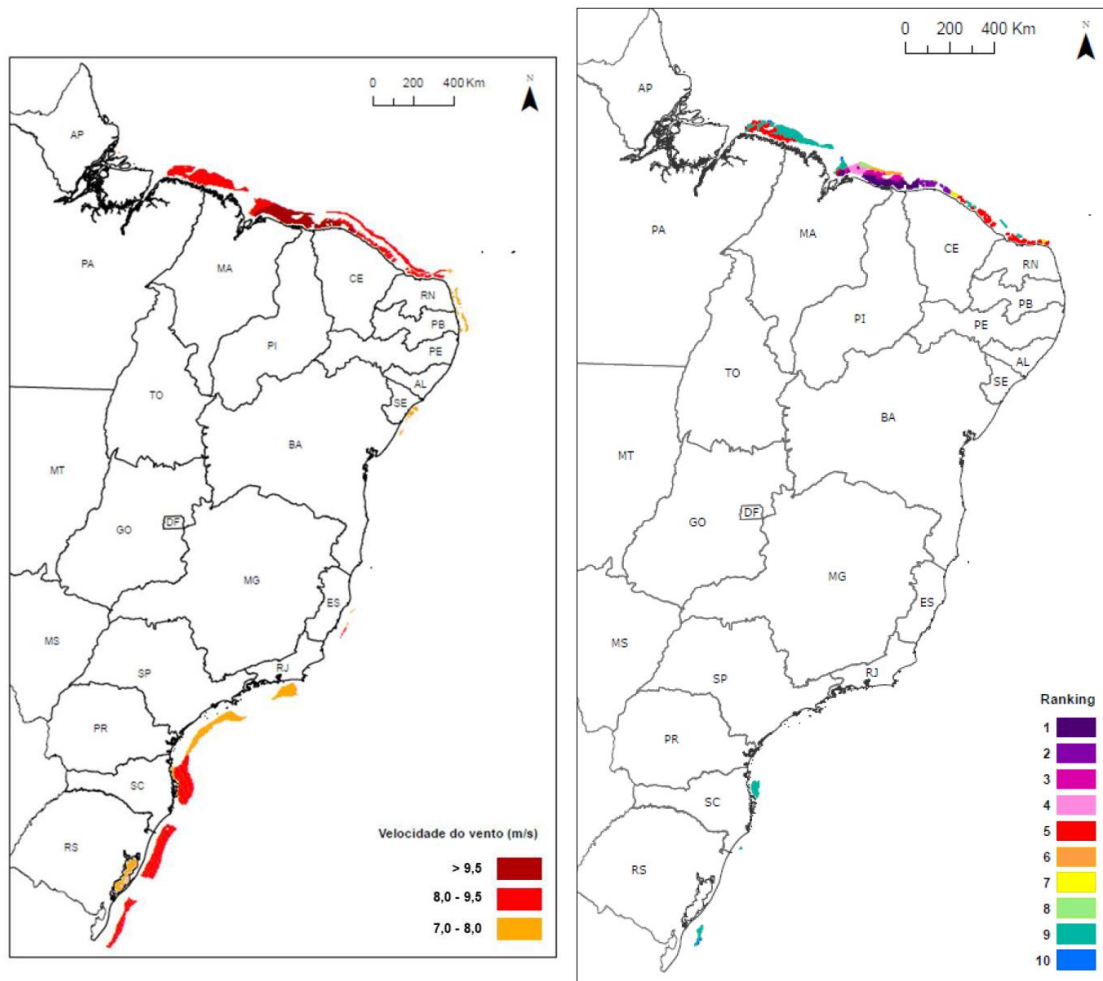 0 200 400 Km
N
AP
PA
MA
CE
RN
PB
PE
PI
AL
SE
TO
BA
MT
GO
DF
MG
ES
MS
SP
RJ
PR
SC
RS
Velocidade do vento (m/s)
> 9,5
8,0 - 9,5
7,0 - 8,0
0 200 400 Km
N
AP
PA
MA
CE
RN
PB
PI
PE
AL
SE
TO
BA
MT
GO
DF
MG
ES
MS
SP
RJ
PR
SC
RS
Ranking
1
2
3
4
5
6
7
8
9
10